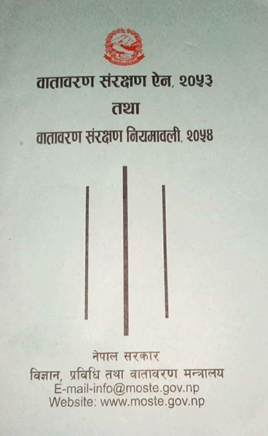 वातावरण संरक्षण ऐन, २०५३
तथा
वातावरण संरक्षण नियमावली, २०५४
नेपाल सरकार
विज्ञान, प्रविधि तथा वातावरण मन्त्रालय
E-mail-info@moste.gov.np
Website: www.moste.gov.np